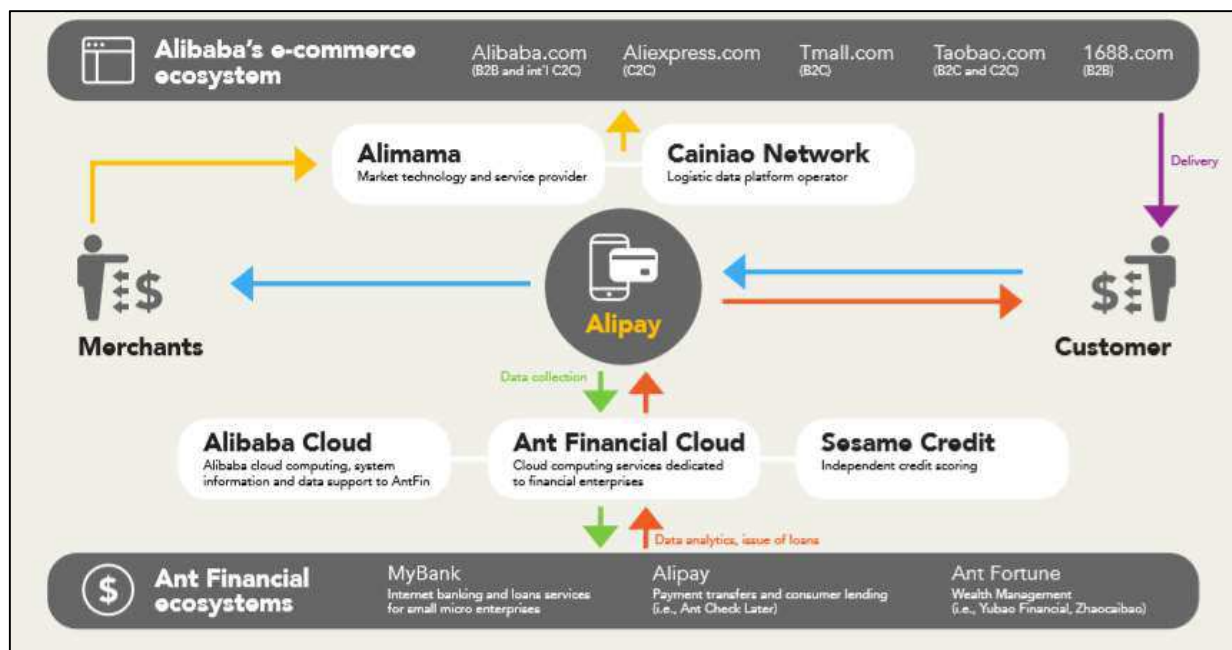 Alibaba's e-commerce
ecosystem
Alibaba.com
(B2B and int'l C2C)
Aliexpress.com
(C2C)
Tmall.com
(B2C)
Taobao.com
(B2C and C2C)
1688.com
(B2B)
Alimama
Market technology and service provider
Cainiao Network
Logistic data platform operator
Delivery
$
Merchants
Alipay
$
Customer
Data collection
Alibaba Cloud
Alibaba cloud computing, system
information and data support to AntFin
Ant Financial Cloud
Cloud computing services dedicated
to financial enterprises
Sesame Credit
Independent credit scoring
Data analytics, issue of loans
$
Ant Financial
ecosystems
MyBank
Internet banking and loans services
for small micro enterprises
Alipay
Payment transfers and consumer lending
(i.e., Ant Check Later)
Ant Fortune
Wealth Management
(i.e., Yubao Financial, Zhaocaibao)